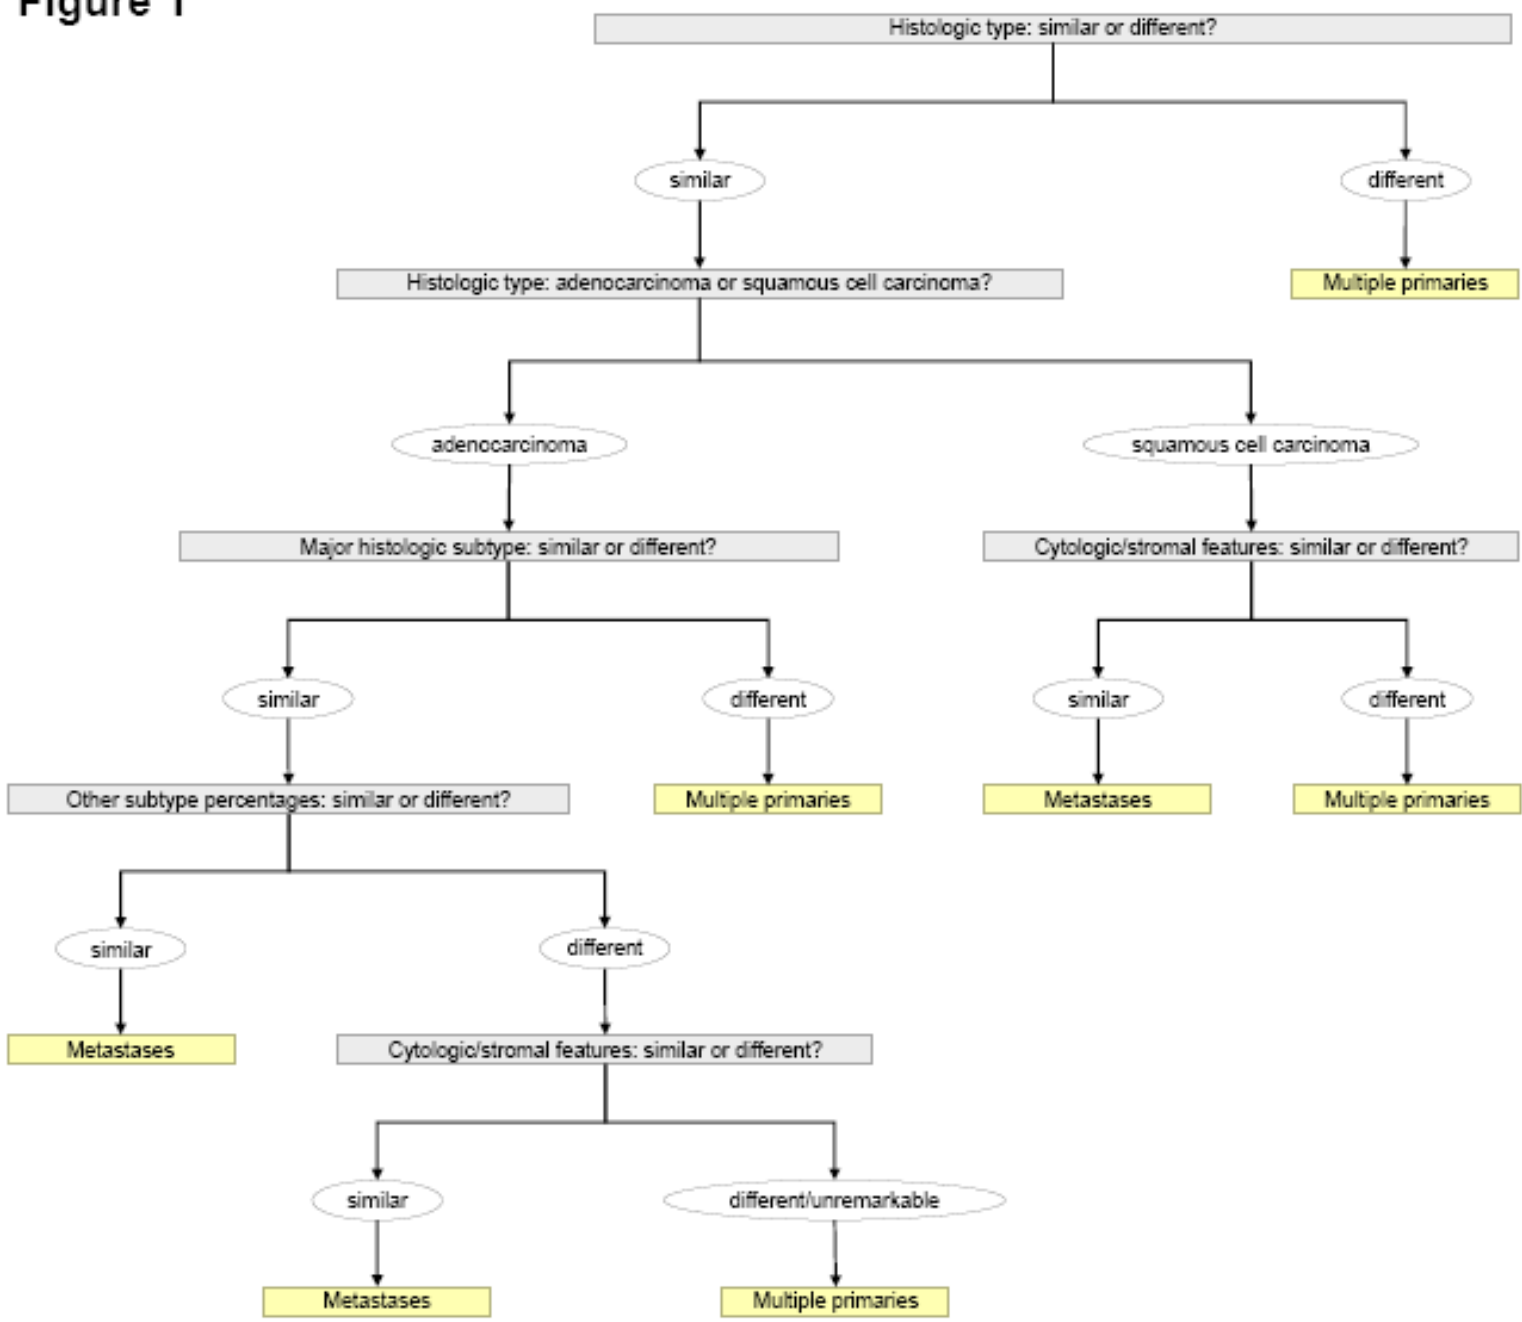 Figure 1
Histologic type: similar or different?
similar
different
Histologic type: adenocarcinoma or squamous cell carcinoma?
Multiple primaries
adenocarcinoma
squamous cell carcinoma
Major histologic subtype: similar or different?
Cytologic/stromal features: similar or different?
similar
different
similar
different
Other subtype percentages: similar or different?
Multiple primaries
Metastases
Multiple primaries
similar
different
Metastases
Cytologic/stromal features: similar or different?
similar
different/unremarkable
Metastases
Multiple primaries